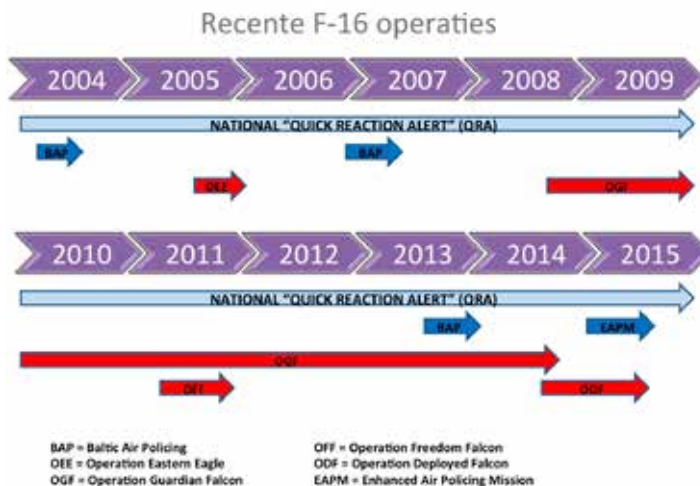 Recente F-16 operaties
2004 2005 2006 2007 2008 2009
NATIONAL "QUICK REACTION ALERT" (QRA)
BAP BAP
OEE OGF
2010 2011 2012 2013 2014 2015
NATIONAL "QUICK REACTION ALERT" (QRA)
BAP EAPM
OGF
OFF ODF
BAP = Baltic Air Policing OFF = Operation Freedom Falcon
OEE = Operation Eastern Eagle ODF = Operation Deployed Falcon
OGF = Operation Guardian Falcon EAPM = Enhanced Air Policing Mission